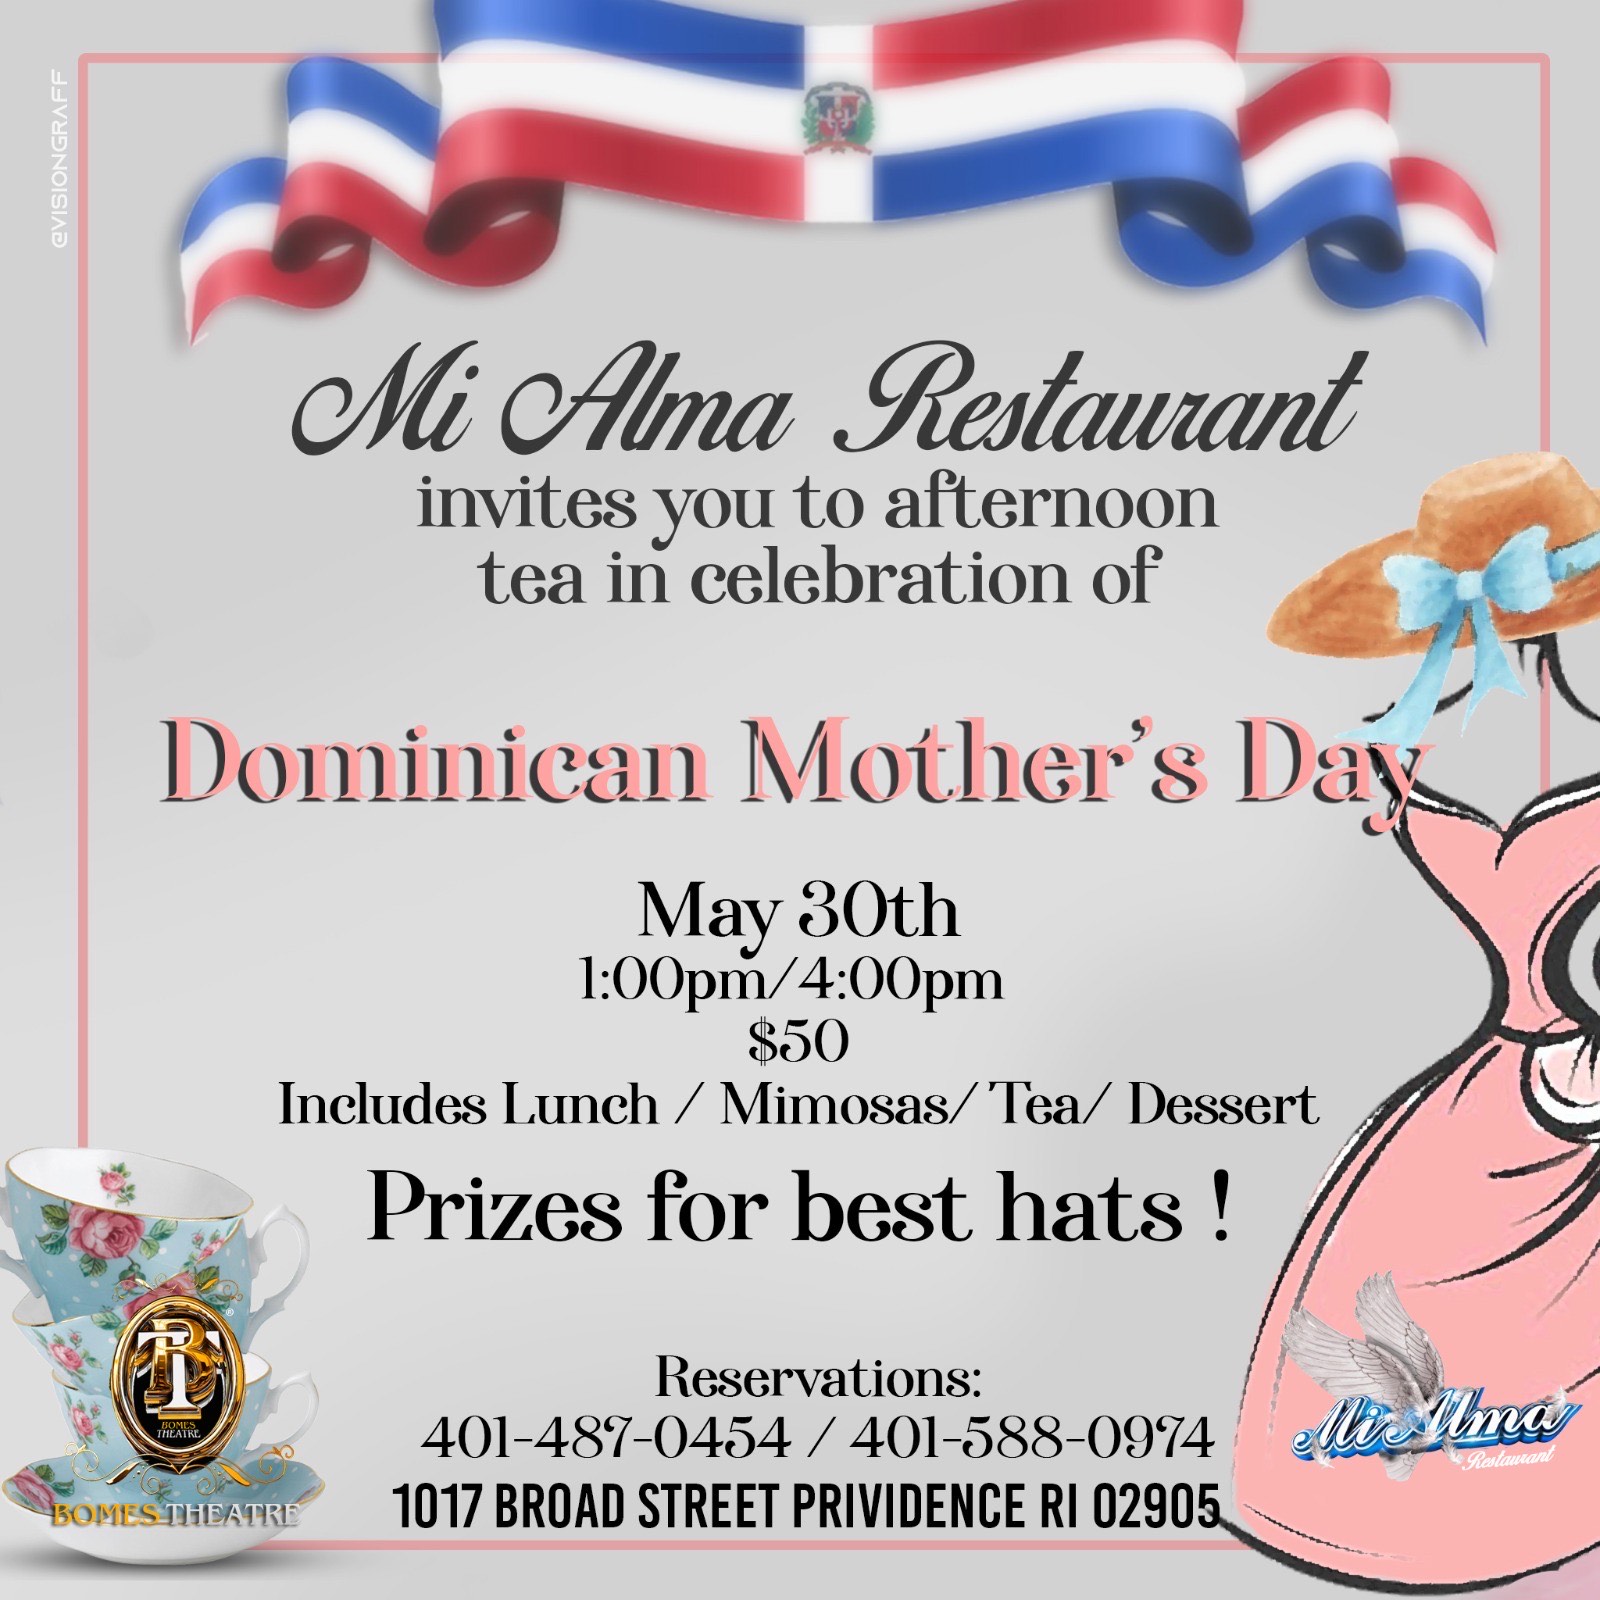 @VISIONGRAFF
Mi Alma Restaurant
invites you to afternoon
tea in celebration of
Dominican Mother's Day
May 30th
1:00pm/4:00pm
$50
Includes Lunch / Mimosas/ Tea/ Dessert
Prizes for best hats !
Reservations:
401-487-0454 / 401-588-0974
1017 BROAD STREET PRIVIDENCE RI 02905
BT
BOMES
THEATRE
BOMES THEATRE
Mi Alma
Restaurant